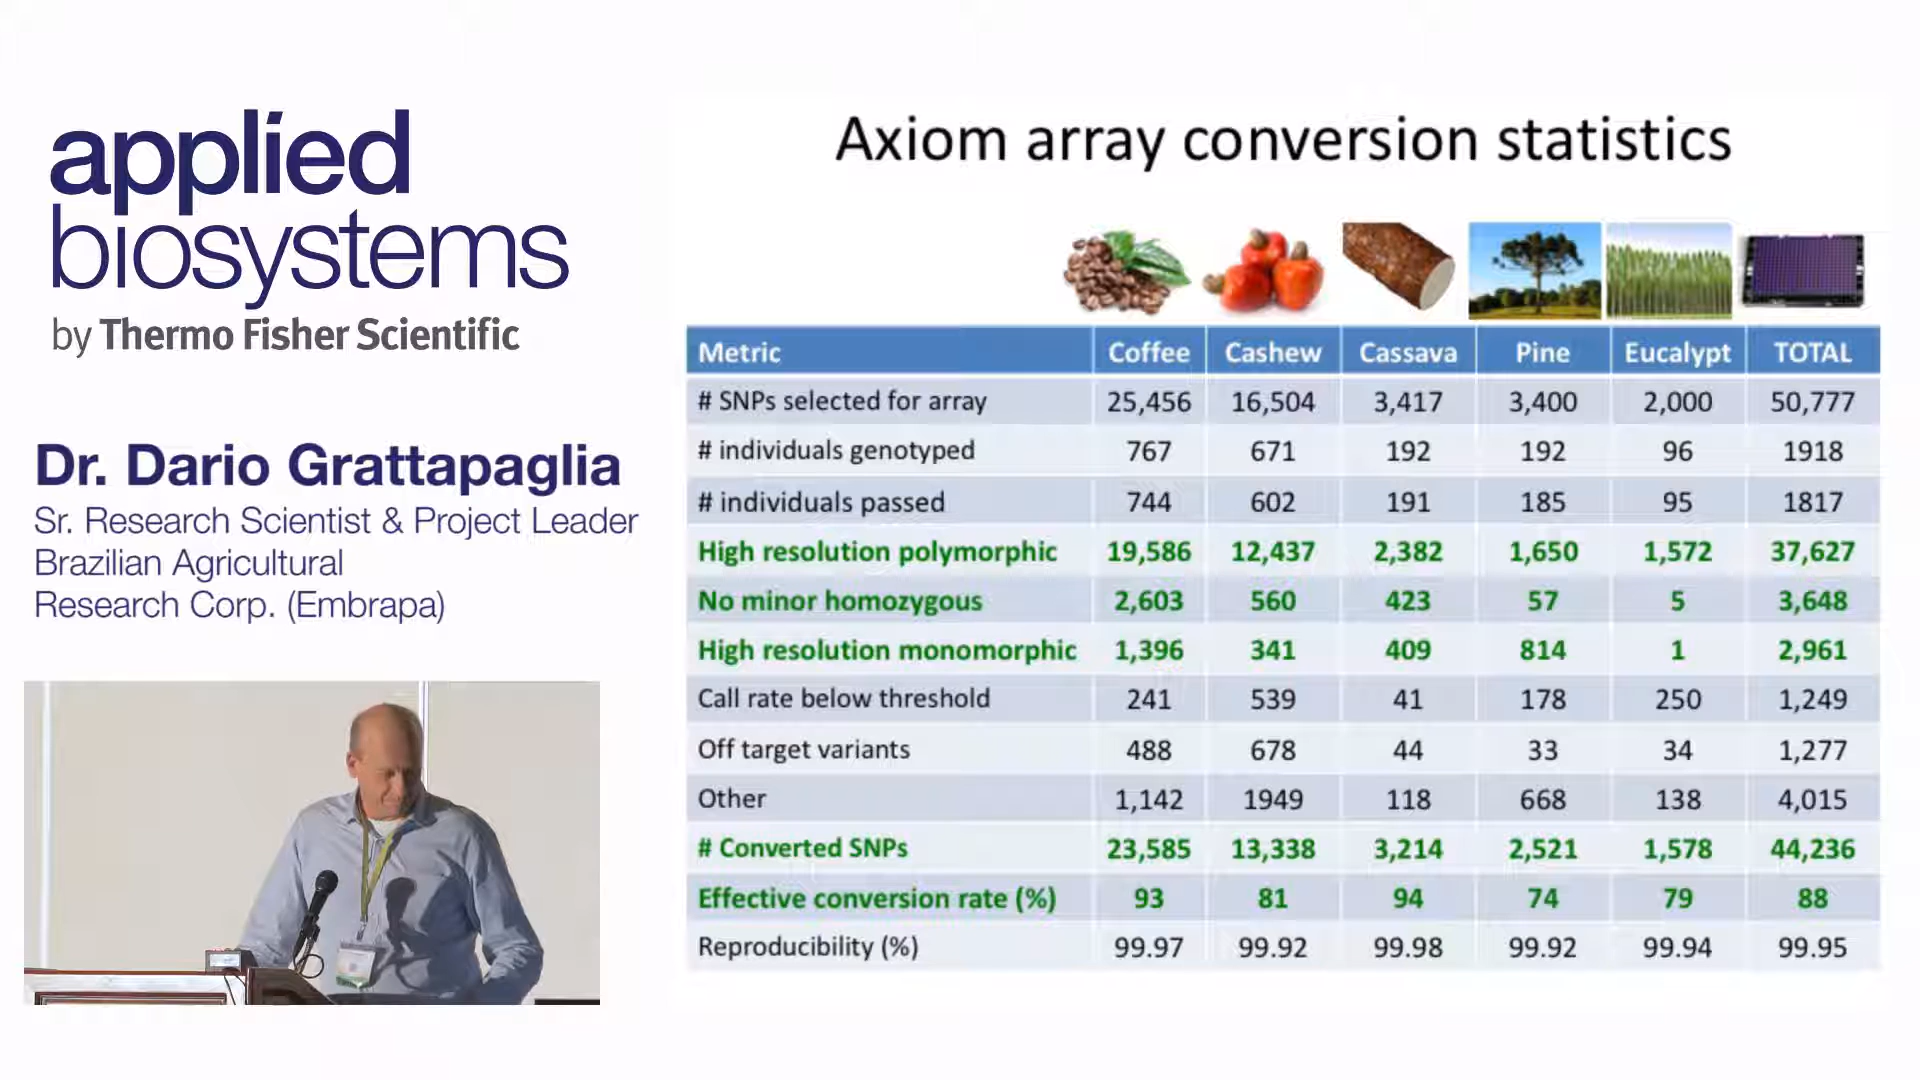 applied
biosystems
by Thermo Fisher Scientific
Dr. Dario Grattapaglia
Sr. Research Scientist & Project Leader
Brazilian Agricultural
Research Corp. (Embrapa)
Axiom array conversion statistics
Metric Coffee Cashew Cassava Pine Eucalypt TOTAL
# SNPs selected for array 25,456 16,504 3,417 3,400 2,000 50,777
# individuals genotyped 767 671 192 192 96 1918
# individuals passed 744 602 191 185 95 1817
High resolution polymorphic 19,586 12,437 2,382 1,650 1,572 37,627
No minor homozygous 2,603 560 423 57 5 3,648
High resolution monomorphic 1,396 341 409 814 1 2,961
Call rate below threshold 241 539 41 178 250 1,249
Off target variants 488 678 44 33 34 1,277
Other 1,142 1949 118 668 138 4,015
# Converted SNPs 23,585 13,338 3,214 2,521 1,578 44,236
Effective conversion rate (%) 93 81 94 74 79 88
Reproducibility (%) 99.97 99.92 99.98 99.92 99.94 99.95